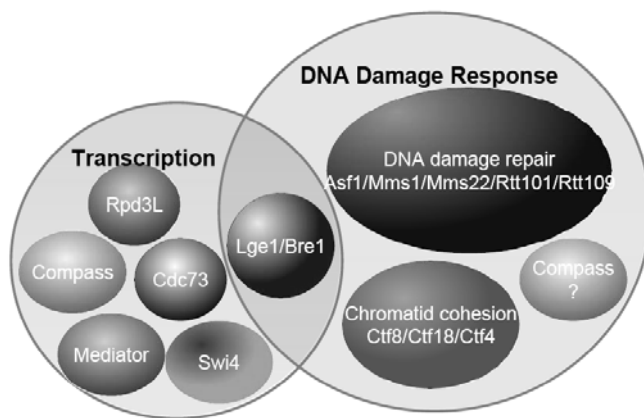 DNA Damage Response
DNA damage repair
Asf1/Mms1/Mms22/Rtt101/Rtt109
Transcription
Rpd3L
Lge1/Bre1
Compass
Cdc73
Compass
?
Chromatid cohesion
Ctf8/Ctf18/Ctf4
Mediator
Swi4